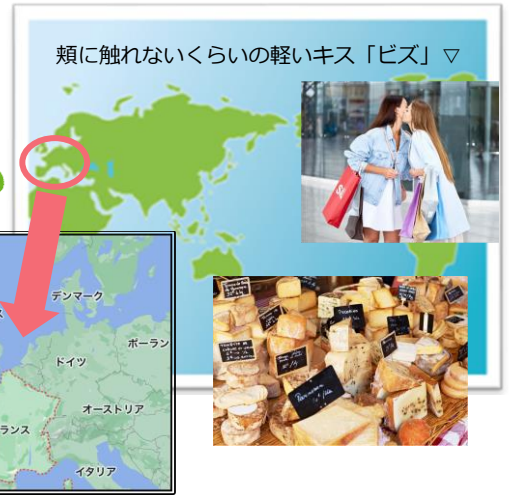 頬に触れないくらいの軽いキス「ビズ」▽
デンマーク
ス
ポーラン
ドイツ
オーストリア
ランス
イタリア